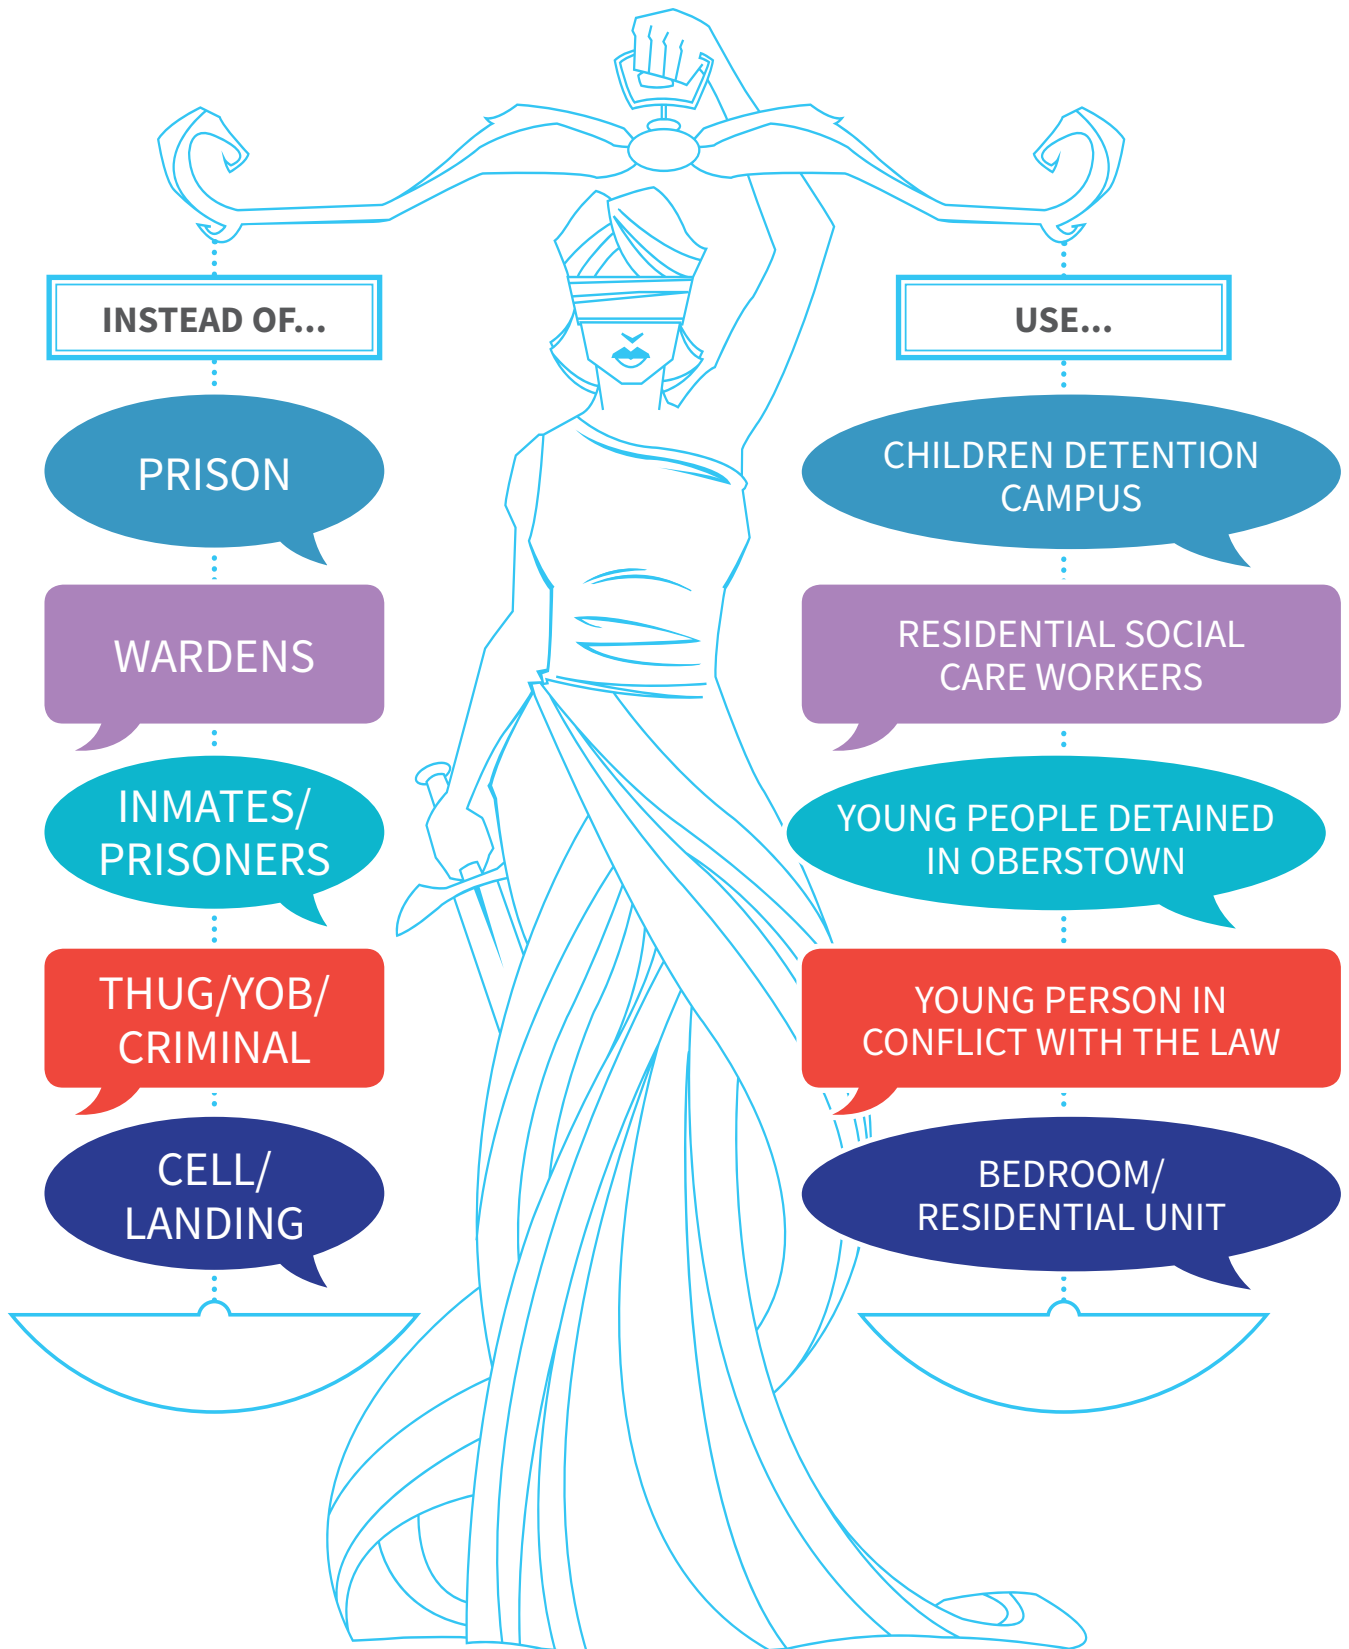 INSTEAD OF...
PRISON
WARDENS
INMATES/
PRISONERS
THUG/YOB/
CRIMINAL
CELL/
LANDING
USE...
CHILDREN DETENTION
CAMPUS
RESIDENTIAL SOCIAL
CARE WORKERS
YOUNG PEOPLE DETAINED
IN OBERSTOWN
YOUNG PERSON IN
CONFLICT WITH THE LAW
BEDROOM/
RESIDENTIAL UNIT